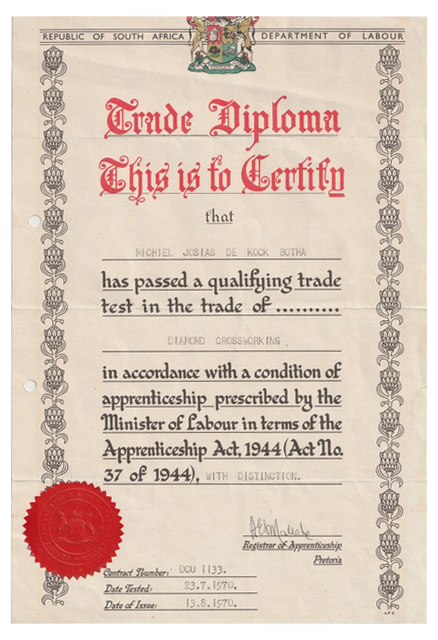 REPUBLIC OF SOUTH AFRICA DEPARTMENT OF LABOUR
Trade Diploma
This is to Certify
that
MICHIEL JOSIAS DE KOCK BOTHA
has passed a qualifying trade
test in the trade of ..........
DIAMOND CROSSWORKING.
in accordance with a condition of
apprenticeship prescribed by the
Minister of Labour in terms of the
Apprenticeship Act, 1944 (Act No.
37 of 1944), WITH DISTINCTION.
Registrar of Apprenticeship
Pretoria
Contract Number: DCU 1133.
Date Tested: 23.7.1970.
Date of Issue: 13.8.1970.